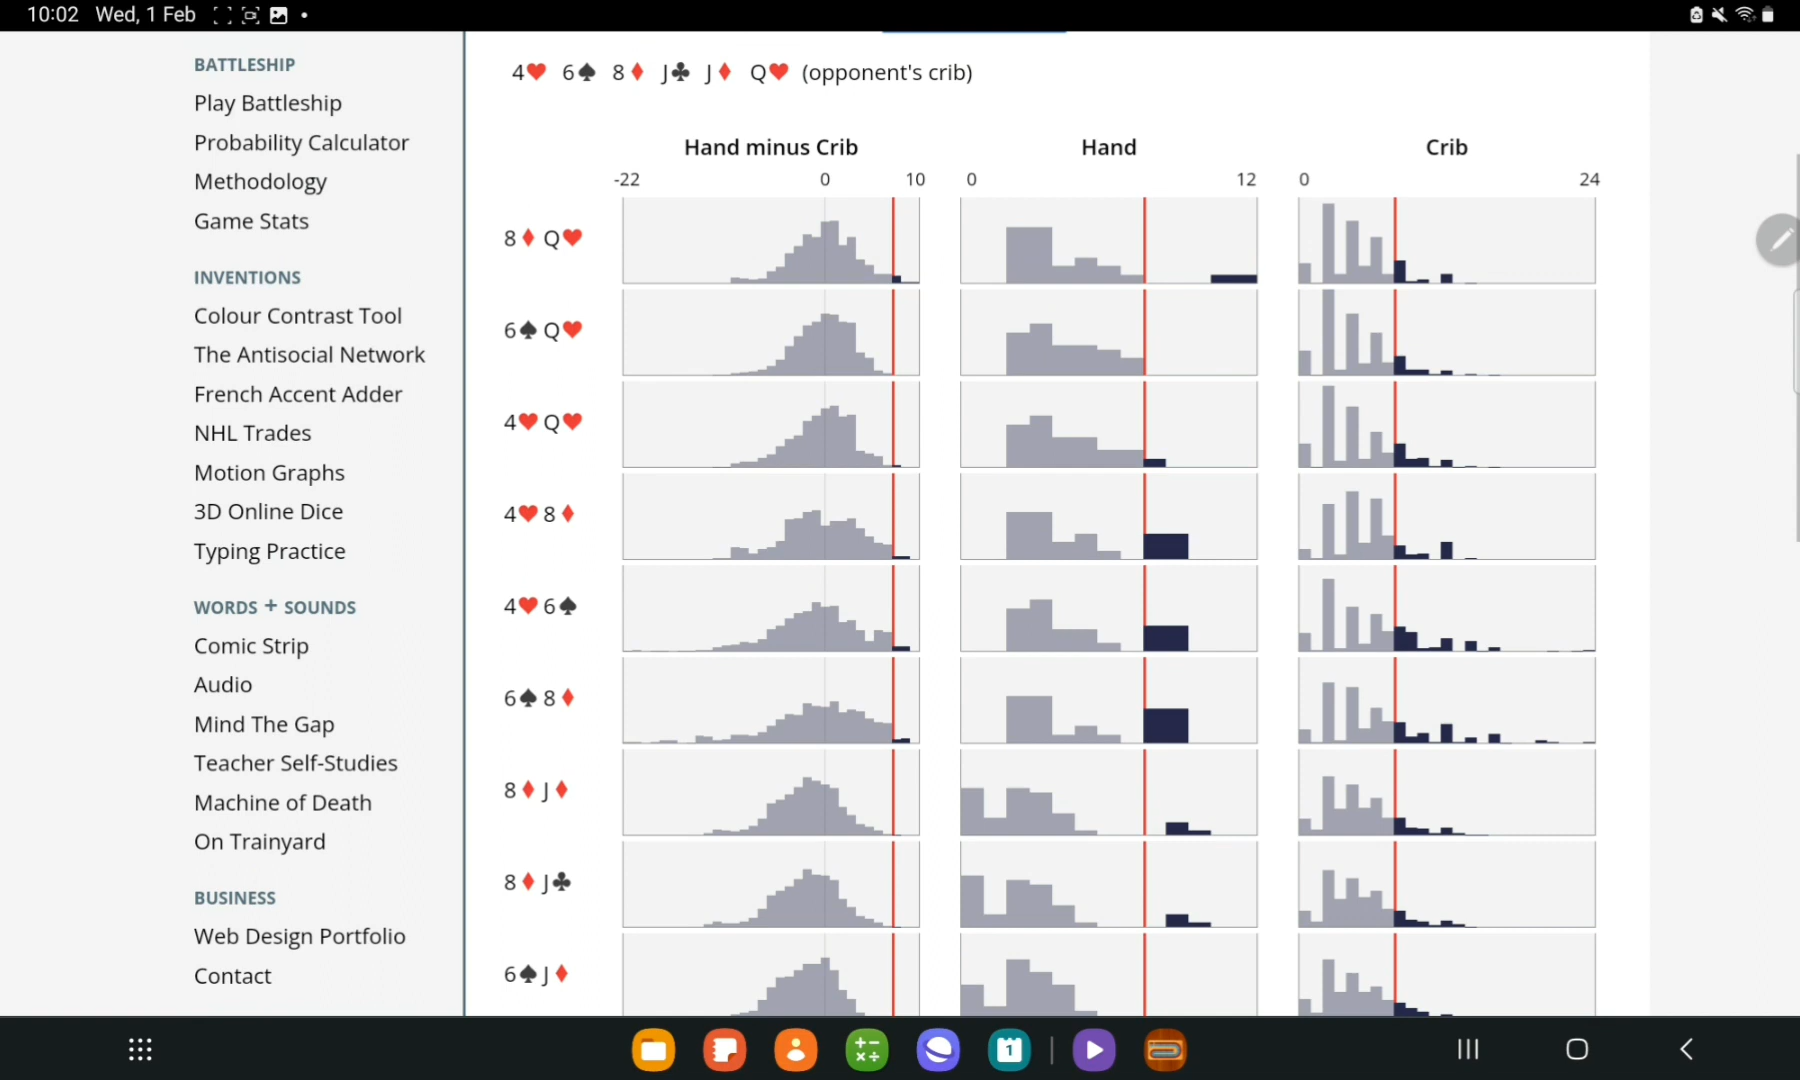 10:02 Wed, 1 Feb
BATTLESHIP
Play Battleship
Probability Calculator
Methodology
Game Stats
INVENTIONS
Colour Contrast Tool
The Antisocial Network
French Accent Adder
NHL Trades
Motion Graphs
3D Online Dice
Typing Practice
WORDS + SOUNDS
Comic Strip
Audio
Mind The Gap
Teacher Self-Studies
Machine of Death
On Trainyard
BUSINESS
Web Design Portfolio
Contact
4♥ 6♠ 8♦ J♣ J♦ Q♥ (opponent's crib)
Hand minus Crib Hand Crib
-22 0 10 0 12 0 24
8♦ Q♥
6♠ Q♥
4♥ Q♥
4♥ 8♦
4♥ 6♠
6♠ 8♦
8♦ J♦
8♦ J♣
6♠ J♦
1